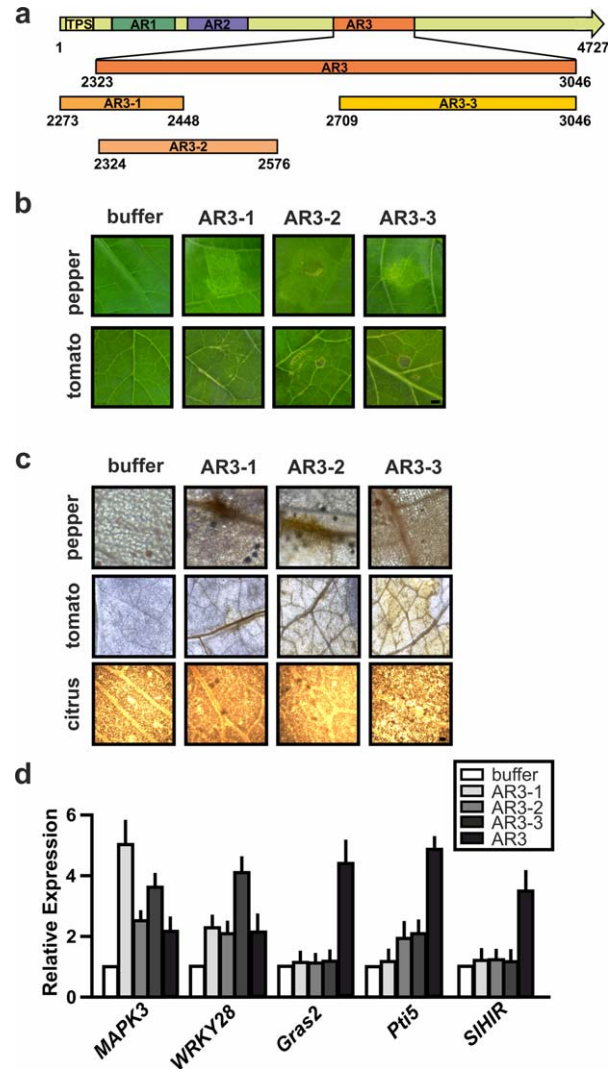 a
TPS AR1 AR2 AR3
1 4727
AR3
2323 3046
AR3-1 AR3-3
2273 2448 2709 3046
AR3-2
2324 2576
b
buffer AR3-1 AR3-2 AR3-3
pepper
tomato
c
buffer AR3-1 AR3-2 AR3-3
pepper
tomato
citrus
d
buffer
AR3-1
AR3-2
AR3-3
AR3
Relative Expression
6
4
2
0
MAPK3 WRKY28 Gras2 Pti5 SlHIR